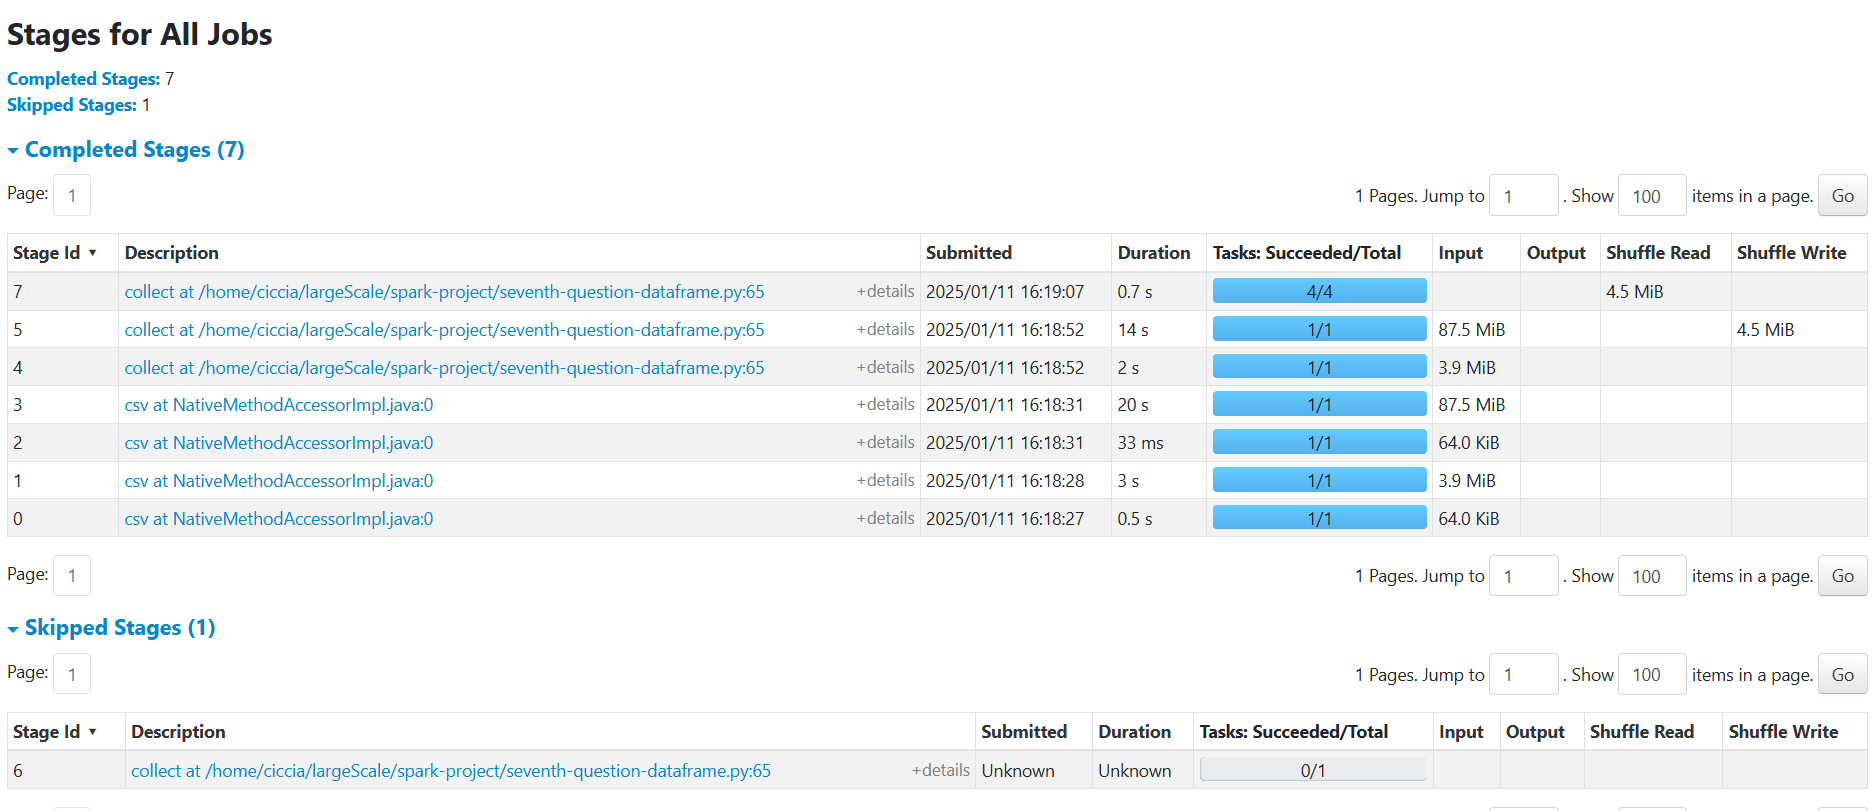 Stages for All Jobs
Completed Stages: 7
Skipped Stages: 1
Completed Stages (7)
Page: 1 1 Pages. Jump to 1 . Show 100 items in a page. Go
Stage Id ▼ Description Submitted Duration Tasks: Succeeded/Total Input Output Shuffle Read Shuffle Write
7 collect at /home/ciccia/largeScale/spark-project/seventh-question-dataframe.py:65 +details 2025/01/11 16:19:07 0.7 s 4/4 4.5 MiB
5 collect at /home/ciccia/largeScale/spark-project/seventh-question-dataframe.py:65 +details 2025/01/11 16:18:52 14 s 1/1 87.5 MiB 4.5 MiB
4 collect at /home/ciccia/largeScale/spark-project/seventh-question-dataframe.py:65 +details 2025/01/11 16:18:52 2 s 1/1 3.9 MiB
3 csv at NativeMethodAccessorImpl.java:0 +details 2025/01/11 16:18:31 20 s 1/1 87.5 MiB
2 csv at NativeMethodAccessorImpl.java:0 +details 2025/01/11 16:18:31 33 ms 1/1 64.0 KiB
1 csv at NativeMethodAccessorImpl.java:0 +details 2025/01/11 16:18:28 3 s 1/1 3.9 MiB
0 csv at NativeMethodAccessorImpl.java:0 +details 2025/01/11 16:18:27 0.5 s 1/1 64.0 KiB
Page: 1 1 Pages. Jump to 1 . Show 100 items in a page. Go
Skipped Stages (1)
Page: 1 1 Pages. Jump to 1 . Show 100 items in a page. Go
Stage Id ▼ Description Submitted Duration Tasks: Succeeded/Total Input Output Shuffle Read Shuffle Write
6 collect at /home/ciccia/largeScale/spark-project/seventh-question-dataframe.py:65 +details Unknown Unknown 0/1